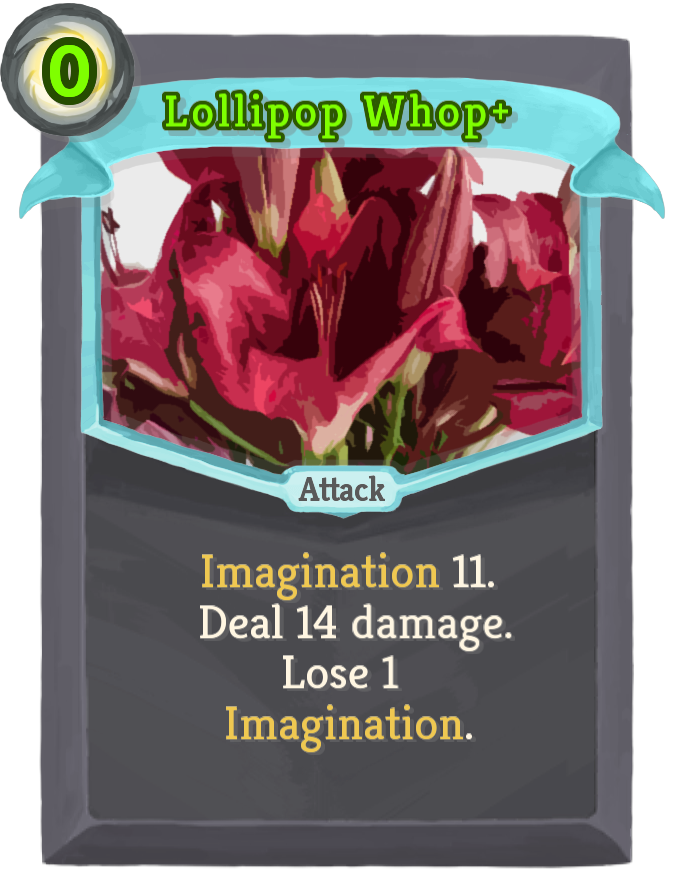 0
Lollipop Whop+
Attack
Imagination 11.
Deal 14 damage.
Lose 1
Imagination.